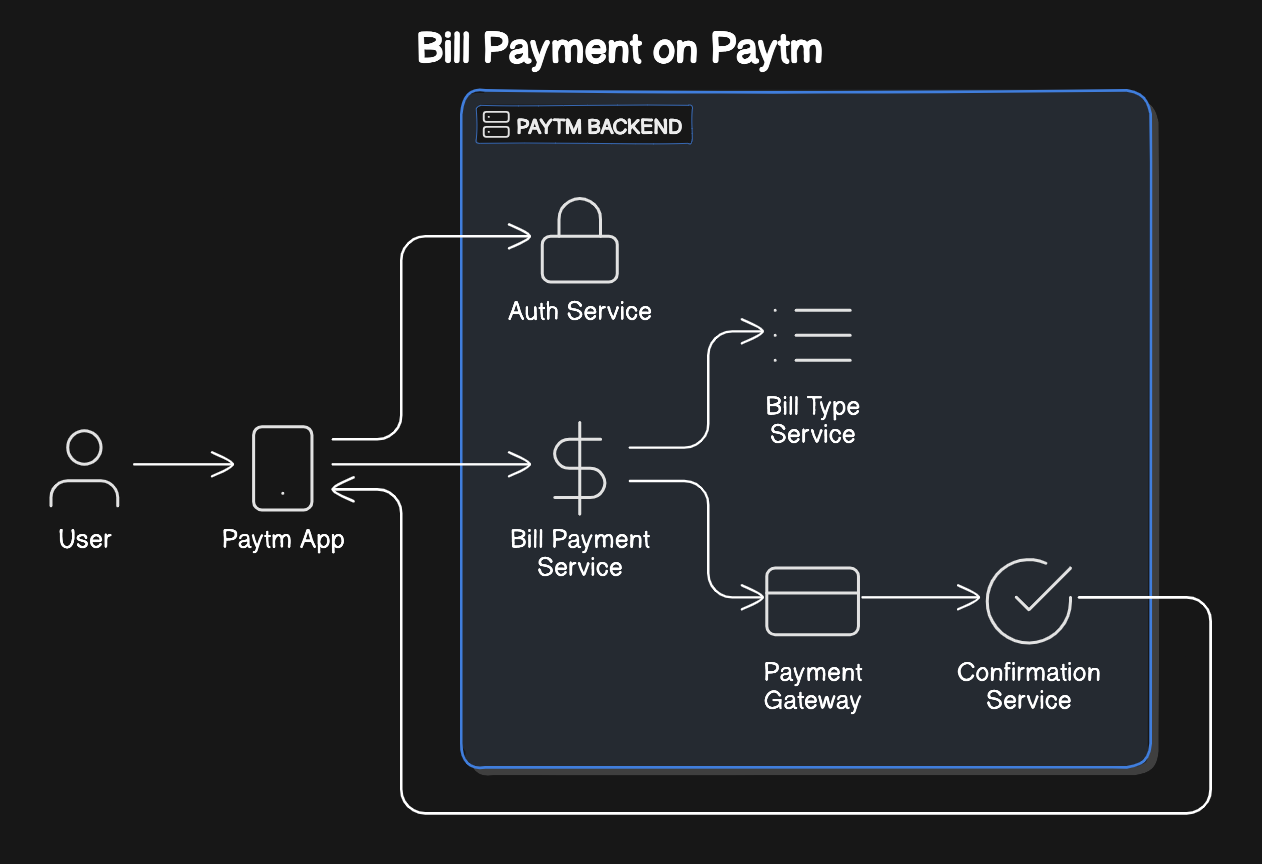 Bill Payment on Paytm
PAYTM BACKEND
Auth Service
Bill Type
Service
User
Paytm App
Bill Payment
Service
Payment
Gateway
Confirmation
Service